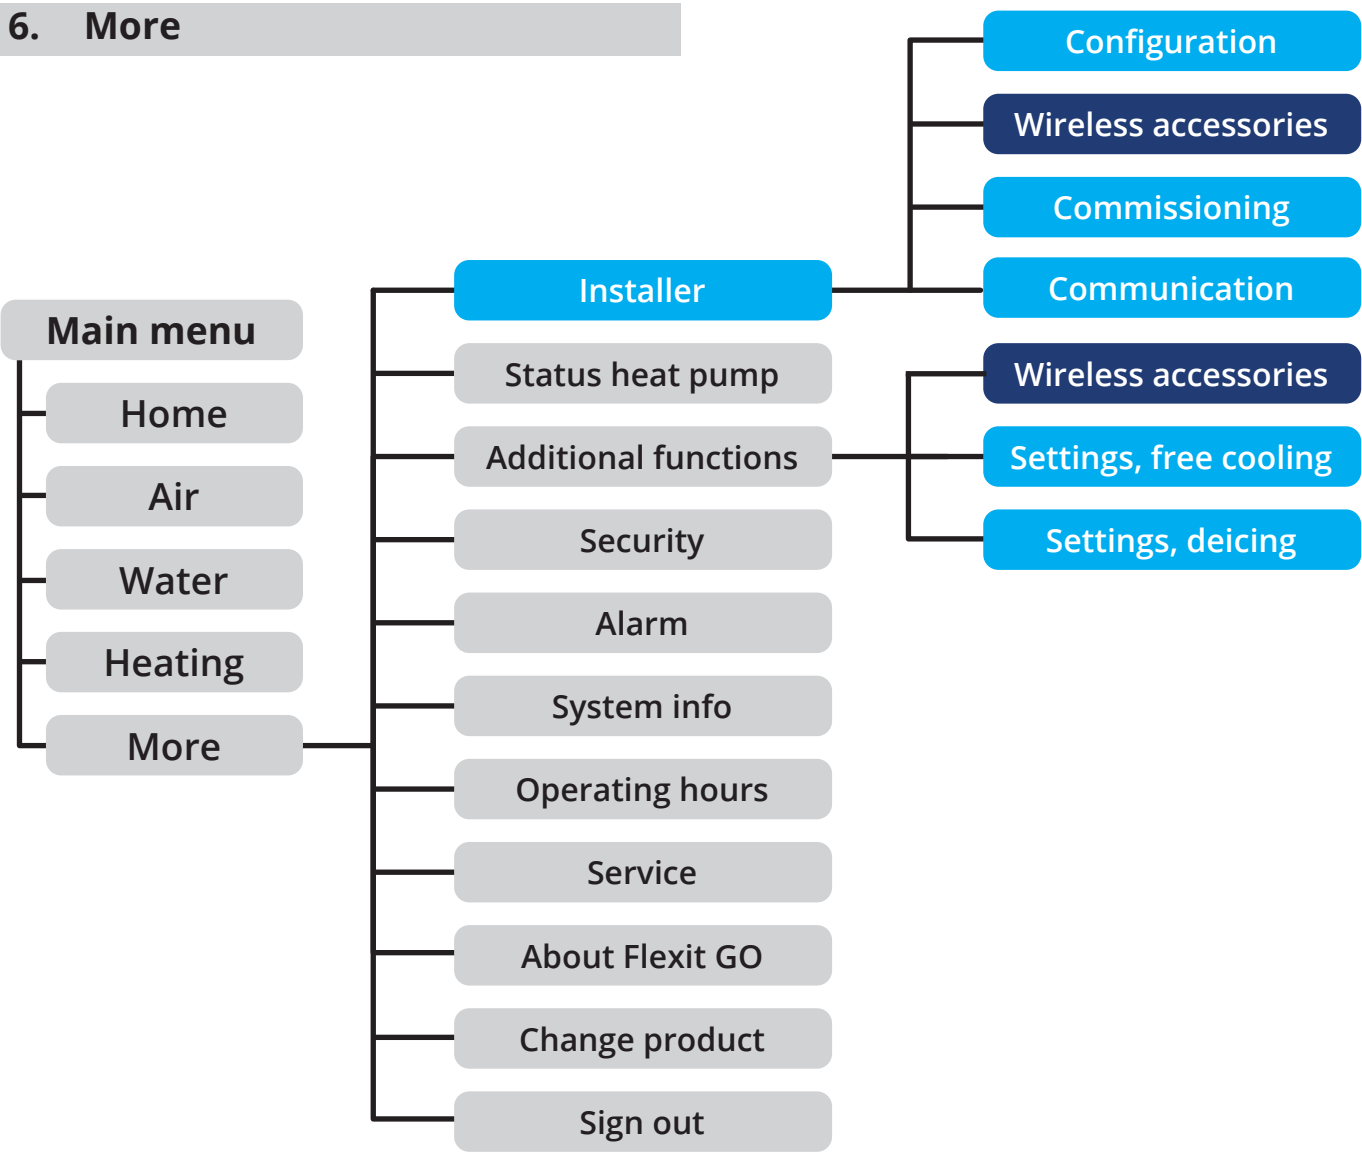 6. More
Main menu
Home
Air
Water
Heating
More
Installer
Status heat pump
Additional functions
Security
Alarm
System info
Operating hours
Service
About Flexit GO
Change product
Sign out
Configuration
Wireless accessories
Commissioning
Communication
Wireless accessories
Settings, free cooling
Settings, deicing